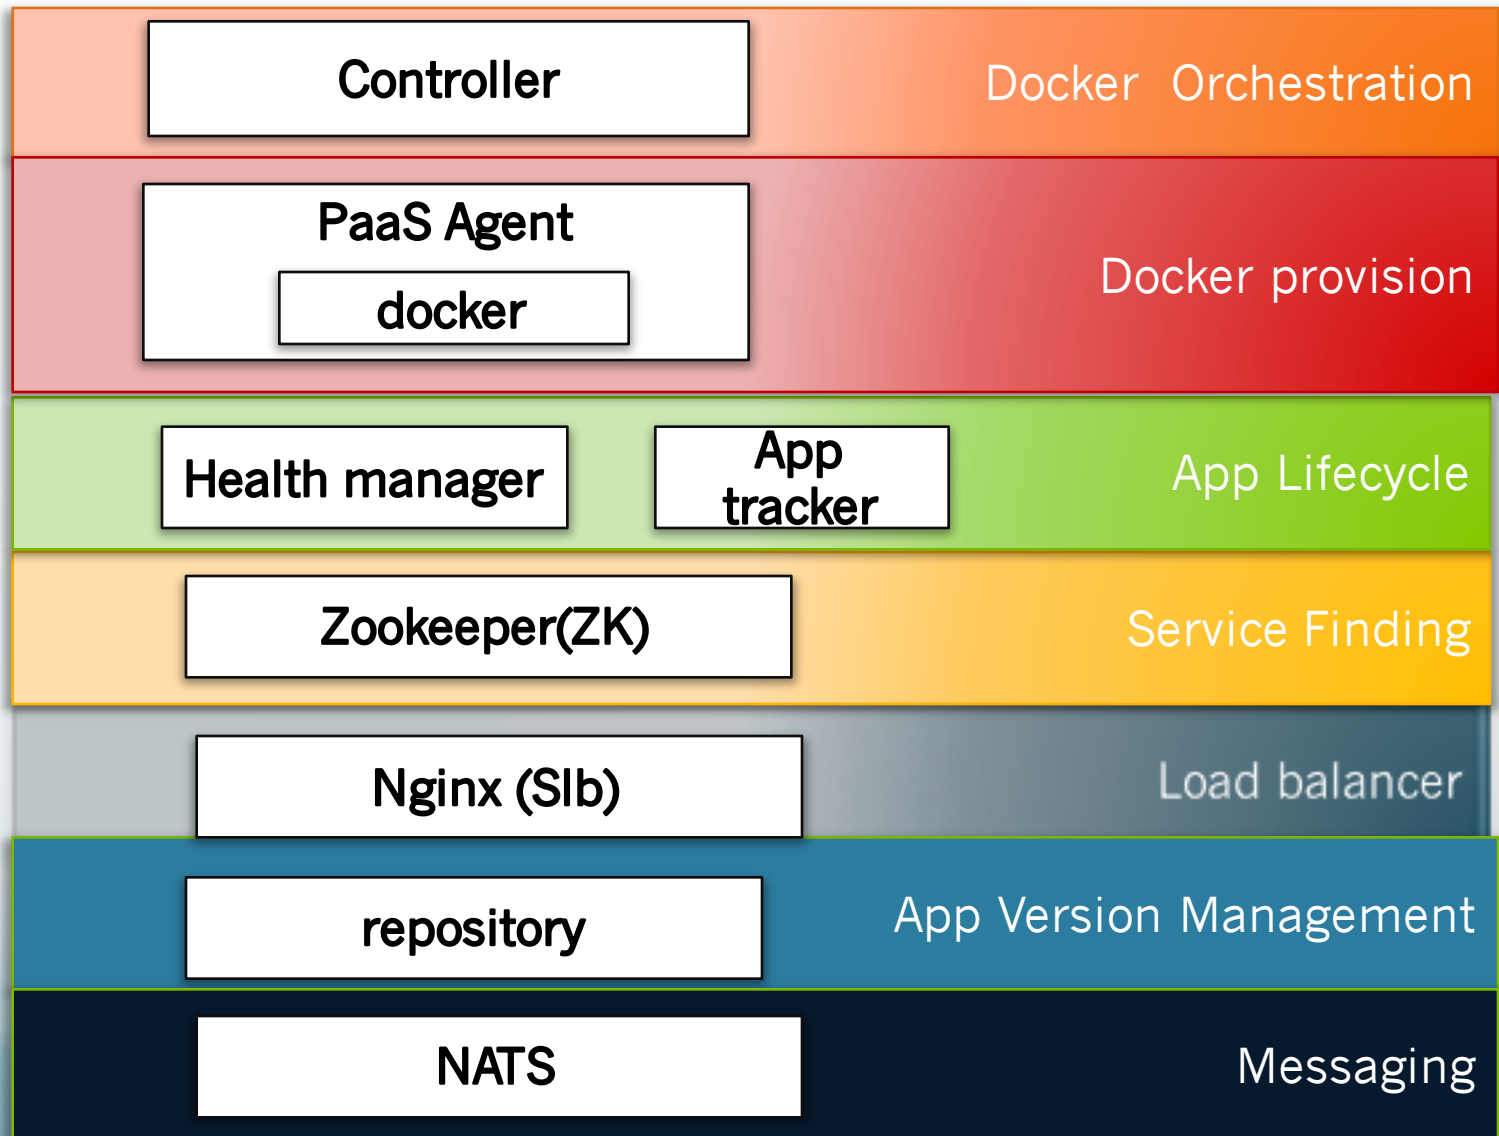 Controller
Docker Orchestration
PaaS Agent
docker
Docker provision
Health manager
App
tracker
App Lifecycle
Zookeeper(ZK)
Service Finding
Nginx (Slb)
Load balancer
repository
App Version Management
NATS
Messaging